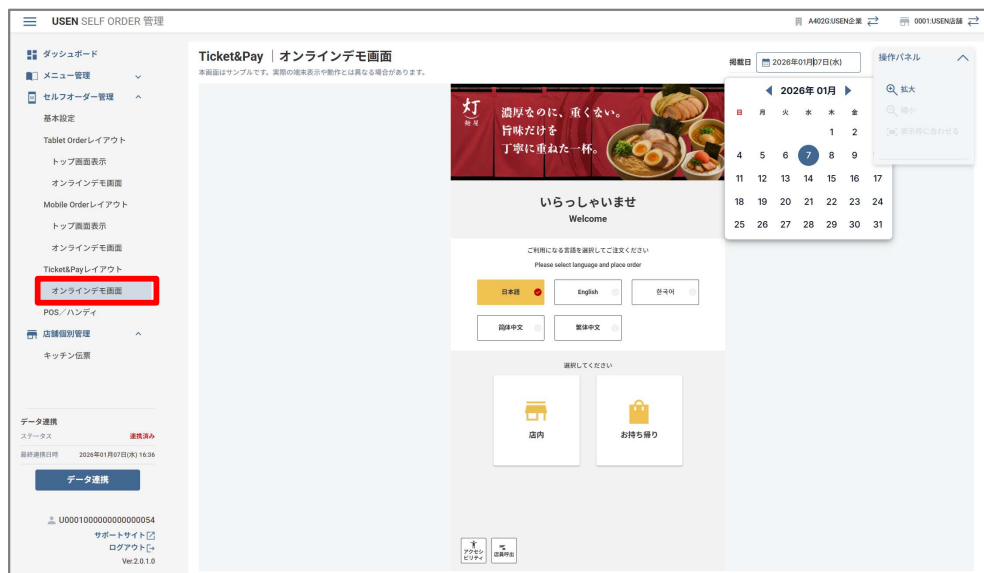 USEN SELF ORDER 管理
A402G:USEN企業
0001:USEN店舗
ダッシュボード
メニュー管理
セルフオーダー管理
基本設定
Tablet Orderレイアウト
トップ画面表示
オンラインデモ画面
Mobile Orderレイアウト
トップ画面表示
オンラインデモ画面
Ticket&Payレイアウト
オンラインデモ画面
POS／ハンディ
店舗個別管理
キッチン伝票
データ連携
ステータス 連携済み
最終連携日時 2026年01月07日(水) 16:36
データ連携
U0001000000000000054
サポートサイト
ログアウト
Ver.2.0.1.0
Ticket&Pay｜オンラインデモ画面
本画面はサンプルです。実際の端末表示や動作とは異なる場合があります。
掲載日 2026年01月07日(水)
2026年 01月
日 月 火 水 木 金
1 2
4 5 6 7 8 9
11 12 13 14 15 16 17
18 19 20 21 22 23 24
25 26 27 28 29 30 31
操作パネル
拡大
縮小
表示枠に合わせる
灯
麺屋
濃厚なのに、重くない。
旨味だけを
丁寧に重ねた一杯。
いらっしゃいませ
Welcome
ご利用になる言語を選択してご注文ください
Please select language and place order
日本語
English
한국어
简体中文
繁体中文
選択してください
店内
お持ち帰り
アクセシ
ビリティ
店員呼出